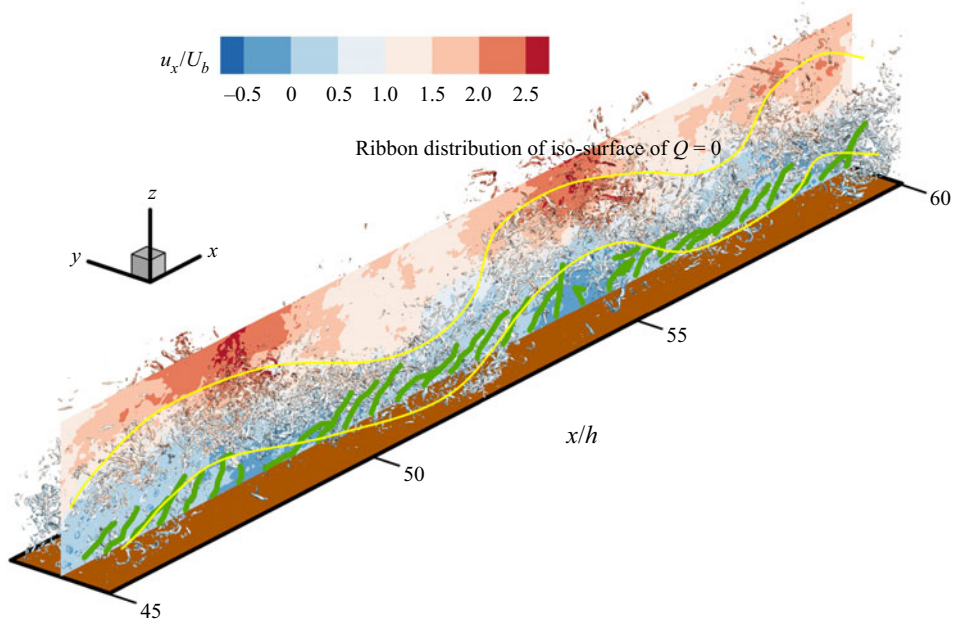 u_x/U_b
–0.5 0 0.5 1.0 1.5 2.0 2.5
Ribbon distribution of iso-surface of Q = 0
z
y
x
60
55
x/h
50
45